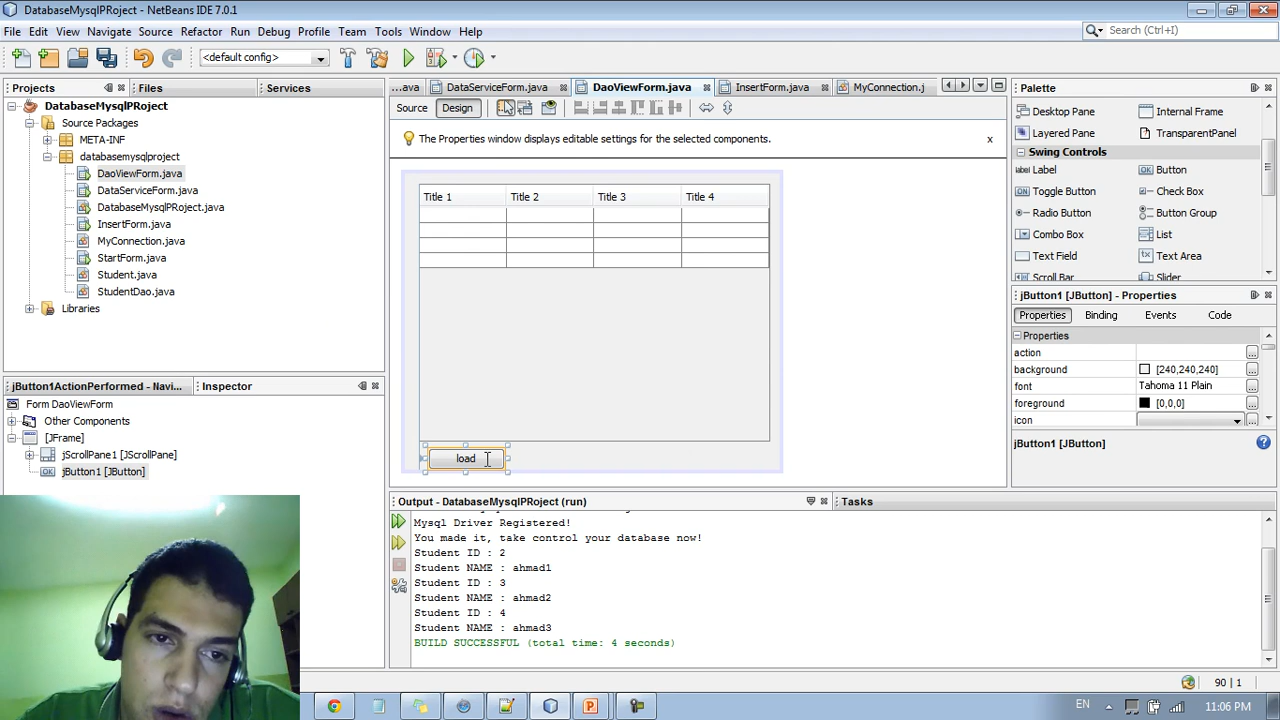 DatabaseMysqlPRoject - NetBeans IDE 7.0.1
File Edit View Navigate Source Refactor Run Debug Profile Team Tools Window Help
Search (Ctrl+I)
<default config>
Projects
Files
Services
DatabaseMysqlPRoject
Source Packages
META-INF
databasemysqlproject
DaoViewForm.java
DataServiceForm.java
DatabaseMysqlPRoject.java
InsertForm.java
MyConnection.java
StartForm.java
Student.java
StudentDao.java
Libraries
jButton1ActionPerformed - Navi...
Inspector
Form DaoViewForm
Other Components
[JFrame]
jScrollPane1 [JScrollPane]
jButton1 [JButton]
...ava
DataServiceForm.java
DaoViewForm.java
InsertForm.java
MyConnection.j
Source
Design
The Properties window displays editable settings for the selected components.
x
Title 1 Title 2 Title 3 Title 4
load
Output - DatabaseMysqlPRoject (run)
Tasks
Mysql Driver Registered!
You made it, take control your database now!
Student ID : 2
Student NAME : ahmad1
Student ID : 3
Student NAME : ahmad2
Student ID : 4
Student NAME : ahmad3
BUILD SUCCESSFUL (total time: 4 seconds)
Palette
Desktop Pane
Internal Frame
Layered Pane
TransparentPanel
Swing Controls
Label
Button
Toggle Button
Check Box
Radio Button
Button Group
Combo Box
List
Text Field
Text Area
Scroll Bar
Slider
jButton1 [JButton] - Properties
Properties
Binding
Events
Code
Properties
action
background [240,240,240]
font Tahoma 11 Plain
foreground [0,0,0]
icon
jButton1 [JButton]
90 | 1
EN
11:06 PM